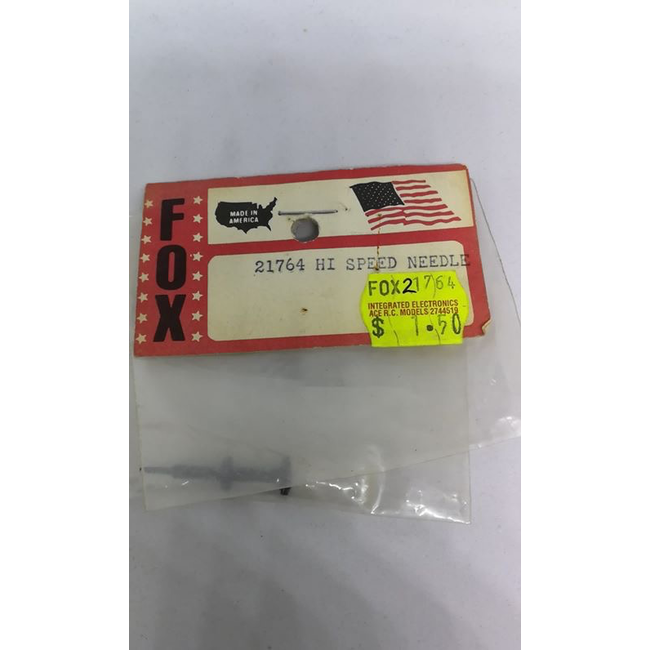 FOX
MADE IN
AMERICA
21764 HI SPEED NEEDLE
FOX21764
INTEGRATED ELECTRONICS
ACE R.C. MODELS 2744519
$ 1.50